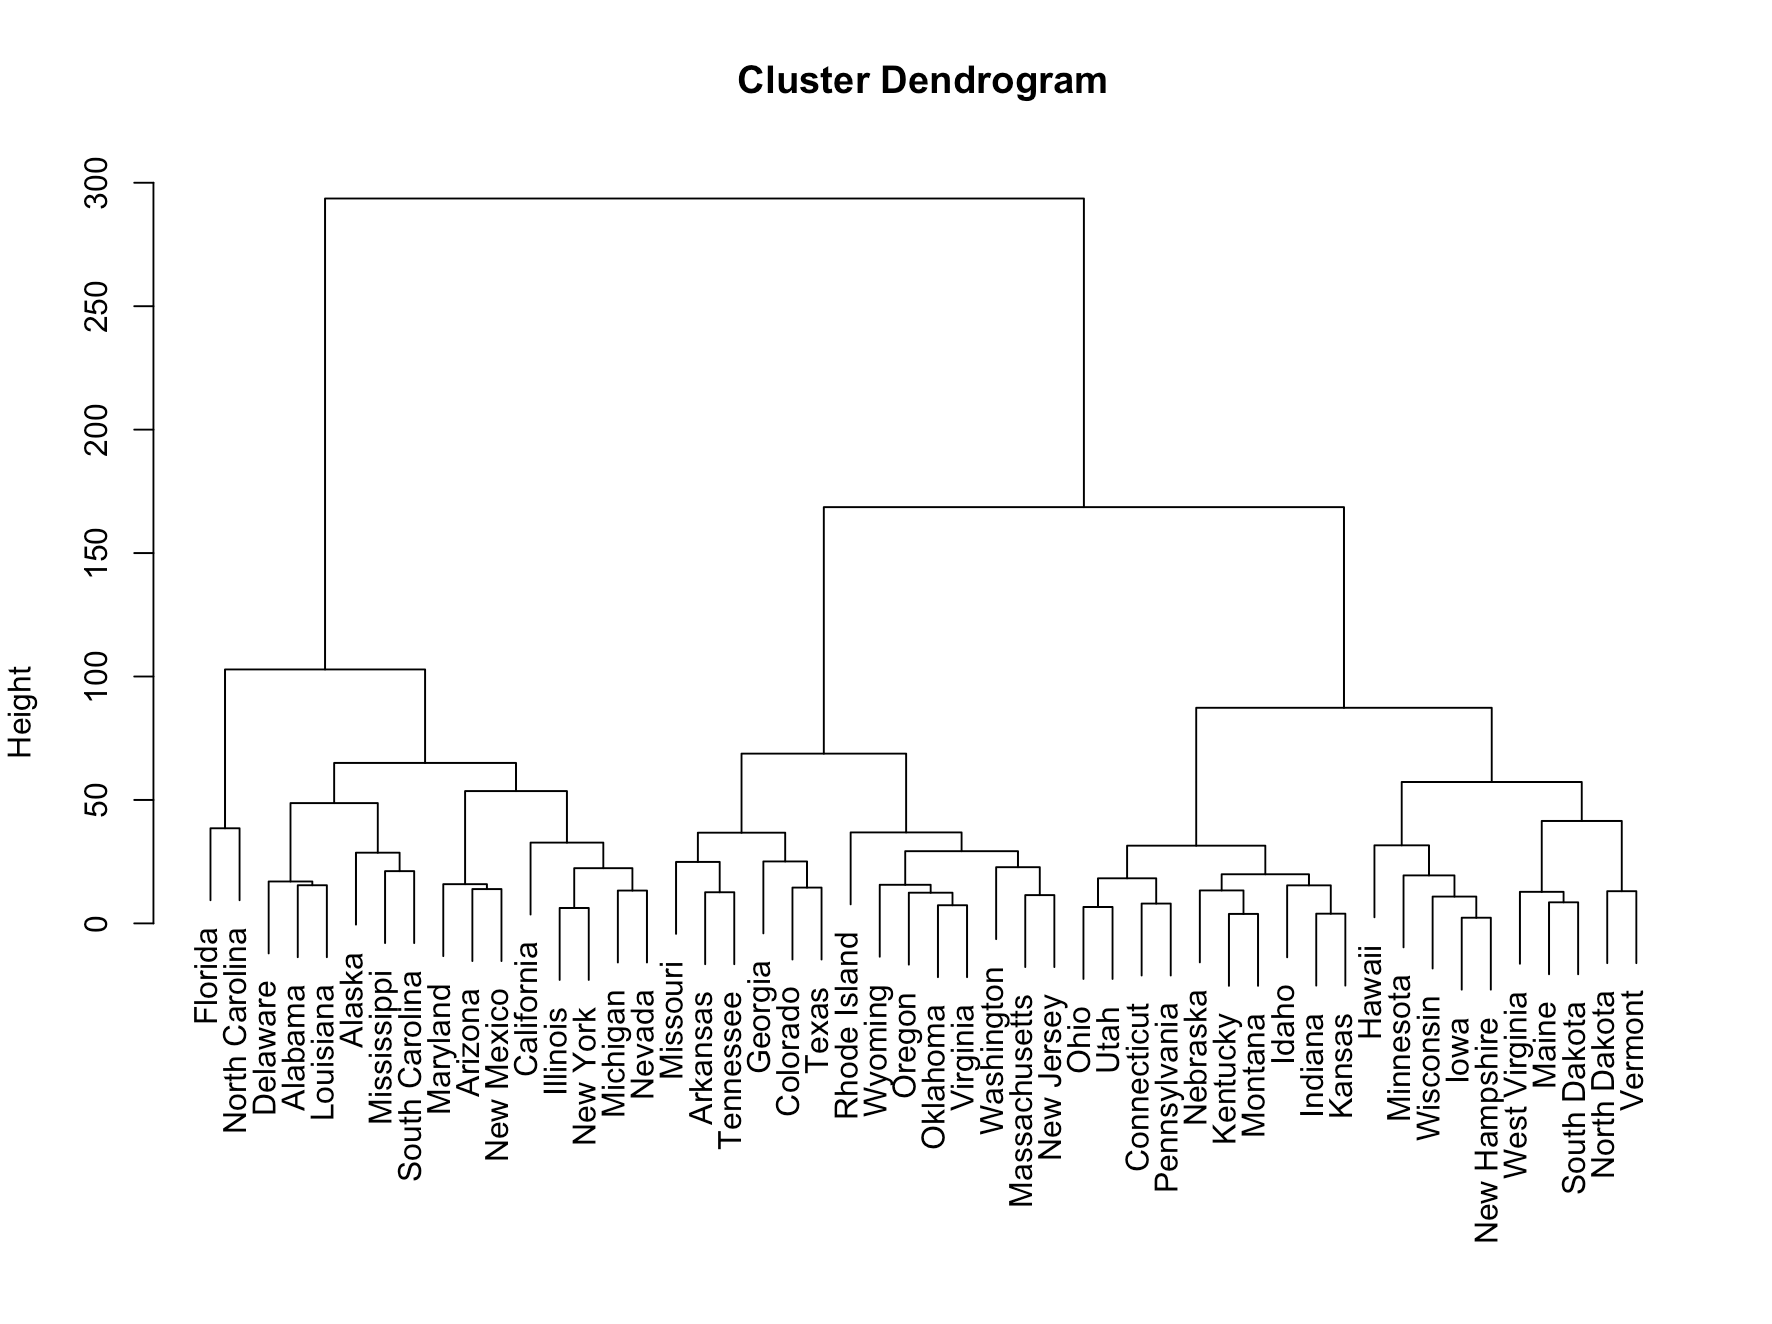 Cluster Dendrogram
Height
300
250
200
150
100
50
0
Florida
North Carolina
Delaware
Alabama
Louisiana
Alaska
Mississippi
South Carolina
Maryland
Arizona
New Mexico
California
Illinois
New York
Michigan
Nevada
Missouri
Arkansas
Tennessee
Georgia
Colorado
Texas
Rhode Island
Wyoming
Oregon
Oklahoma
Virginia
Washington
Massachusetts
New Jersey
Ohio
Utah
Connecticut
Pennsylvania
Nebraska
Kentucky
Montana
Idaho
Indiana
Kansas
Hawaii
Minnesota
Wisconsin
Iowa
New Hampshire
West Virginia
Maine
South Dakota
North Dakota
Vermont